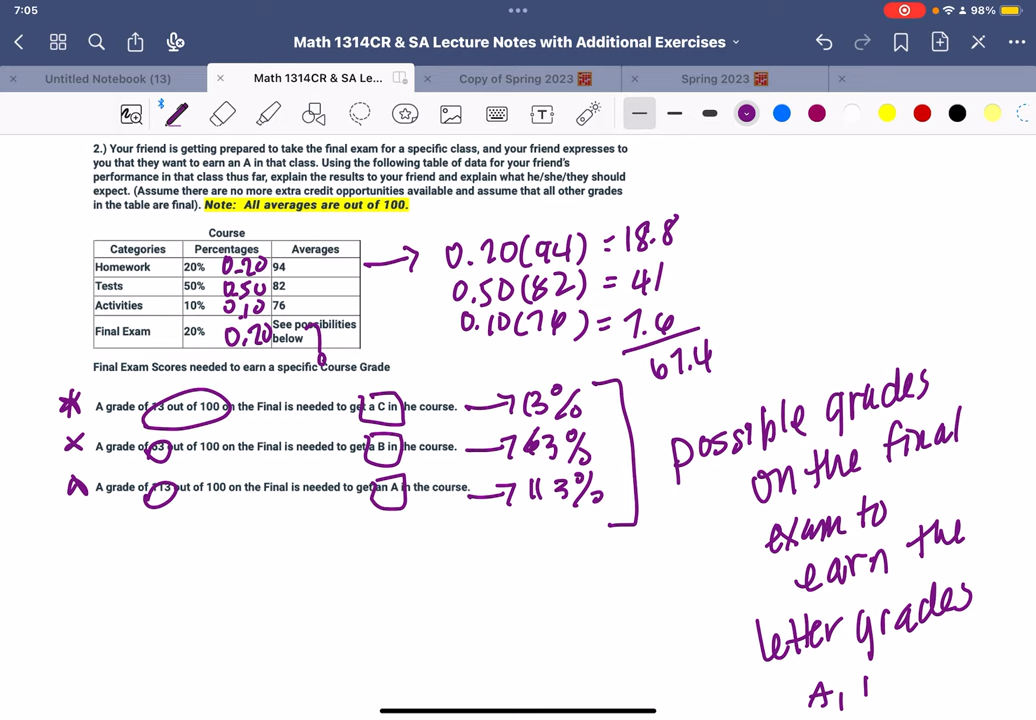 7:05
98%
Math 1314CR & SA Lecture Notes with Additional Exercises
Untitled Notebook (13)
Math 1314CR & SA Le...
Copy of Spring 2023
Spring 2023
2.) Your friend is getting prepared to take the final exam for a specific class, and your friend expresses to
you that they want to earn an A in that class. Using the following table of data for your friend's
performance in that class thus far, explain the results to your friend and explain what he/she/they should
expect. (Assume there are no more extra credit opportunities available and assume that all other grades
in the table are final). Note: All averages are out of 100.
Course
Categories Percentages Averages
Homework 20% 0.20 94
Tests 50% 0.50 82
Activities 10% 0.10 76
Final Exam 20% 0.20 See possibilities below
0.20(94) = 18.8
0.50(82) = 41
0.10(76) = 7.6
67.4
Final Exam Scores needed to earn a specific Course Grade
A grade of 13 out of 100 on the Final is needed to get a C in the course. → 13%
A grade of 63 out of 100 on the Final is needed to get a B in the course. → 63%
A grade of 113 out of 100 on the Final is needed to get an A in the course. → 113%
possible grades
on the final
exam to
earn the
letter grades
A,